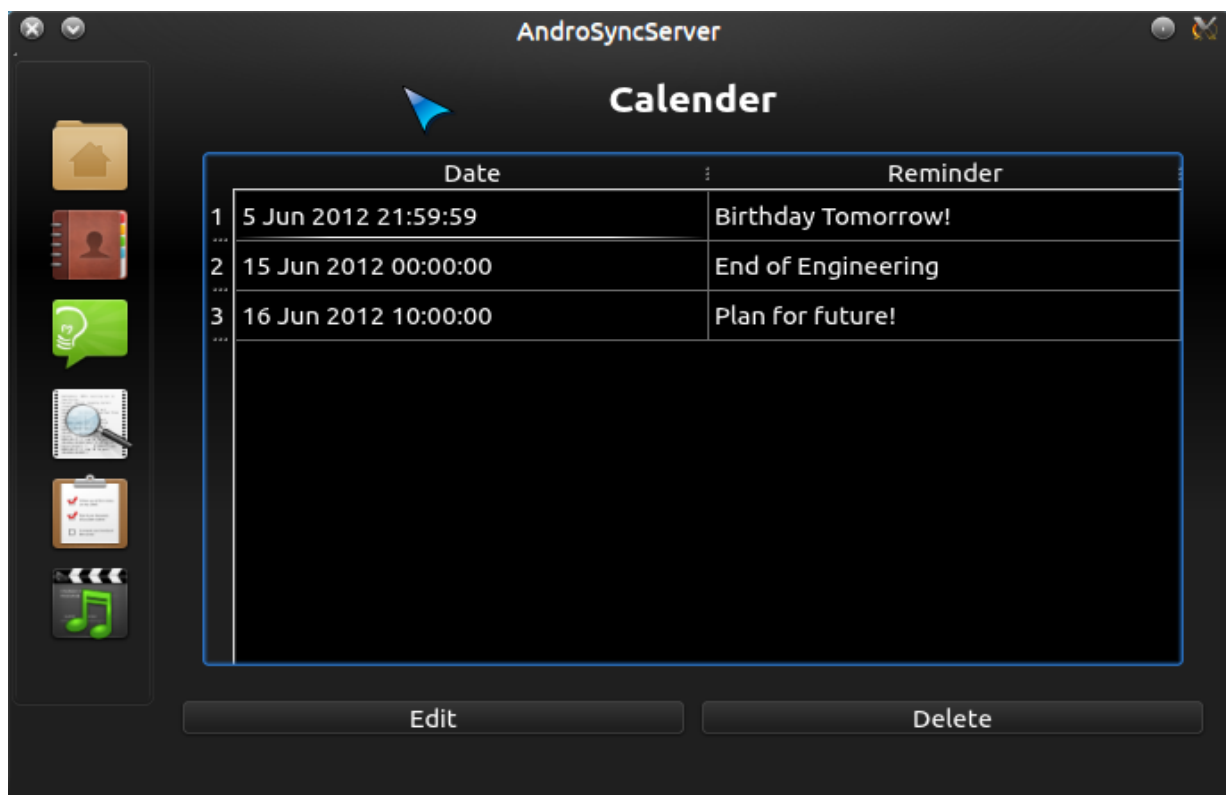 AndroSyncServer
Calender
Date Reminder
1 5 Jun 2012 21:59:59 Birthday Tomorrow!
2 15 Jun 2012 00:00:00 End of Engineering
3 16 Jun 2012 10:00:00 Plan for future!
Edit Delete